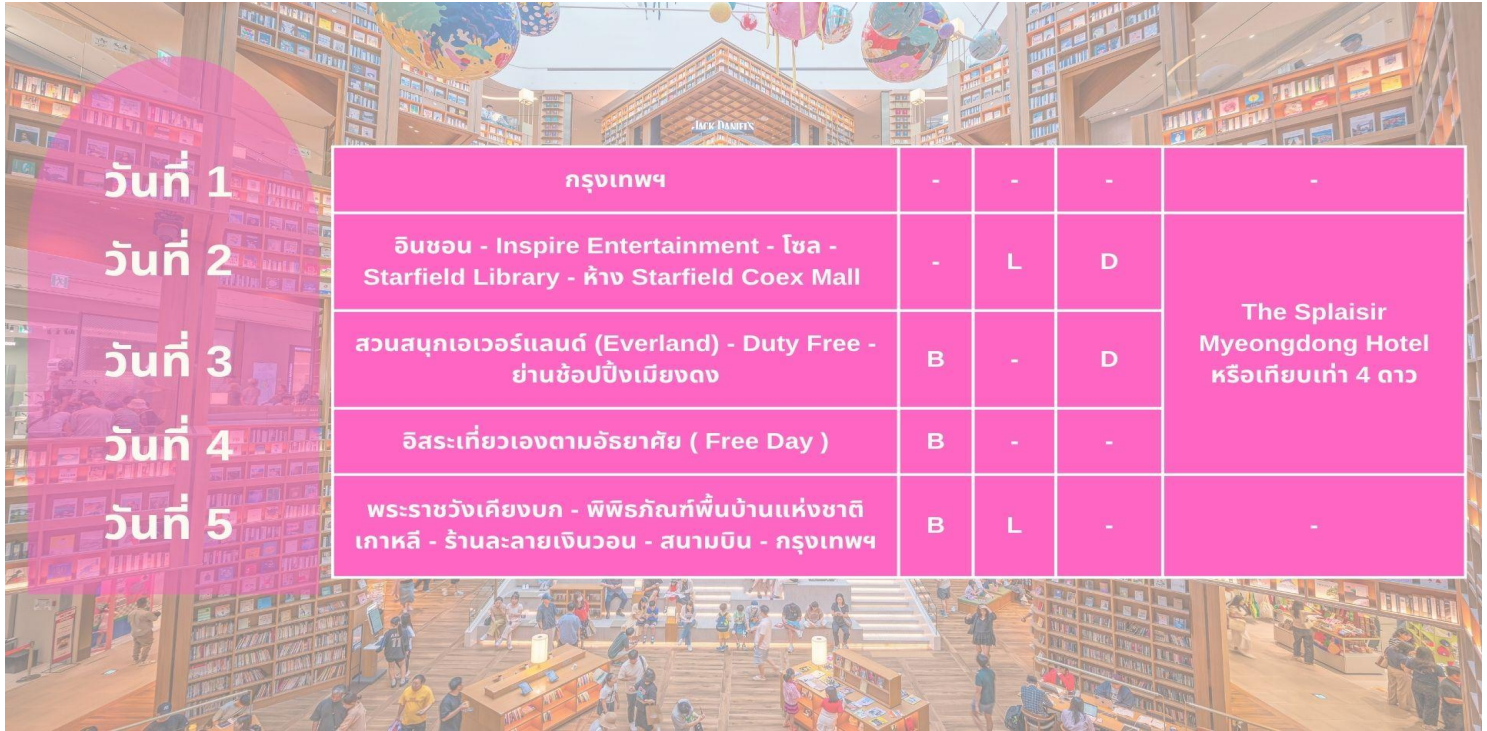 JACK DANIEL'S
วันที่ 1
กรุงเทพฯ
-
-
-
-
วันที่ 2
อินชอน - Inspire Entertainment - โซล -
Starfield Library - ห้าง Starfield Coex Mall
-
L
D
The Splaisir
Myeongdong Hotel
หรือเทียบเท่า 4 ดาว
วันที่ 3
สวนสนุกเอเวอร์แลนด์ (Everland) - Duty Free -
ย่านช้อปปิ้งเมียงดง
B
-
D
วันที่ 4
อิสระเที่ยวเองตามอัธยาศัย ( Free Day )
B
-
-
วันที่ 5
พระราชวังเคียงบก - พิพิธภัณฑ์พื้นบ้านแห่งชาติ
เกาหลี - ร้านละลายเงินวอน - สนามบิน - กรุงเทพฯ
B
L
-
-